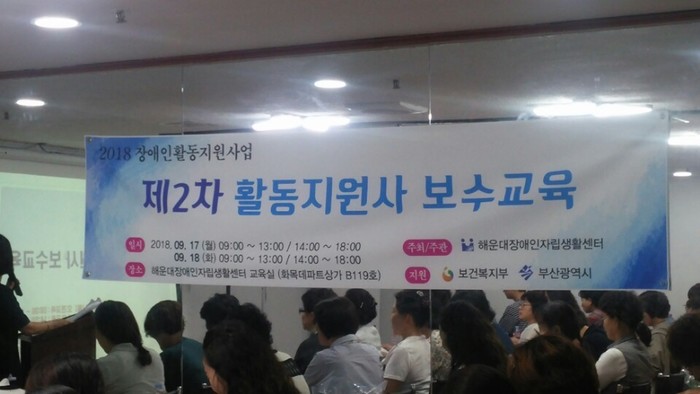 2018 장애인활동지원사업
제2차 활동지원사 보수교육
일시 2018. 09. 17 (월) 09:00 ~ 13:00 / 14:00 ~ 18:00
09. 18 (화) 09:00 ~ 13:00 / 14:00 ~ 18:00
장소 해운대장애인자립생활센터 교육실 (화목데파트상가 B119호)
주최/주관 해운대장애인자립생활센터
지원 보건복지부 부산광역시